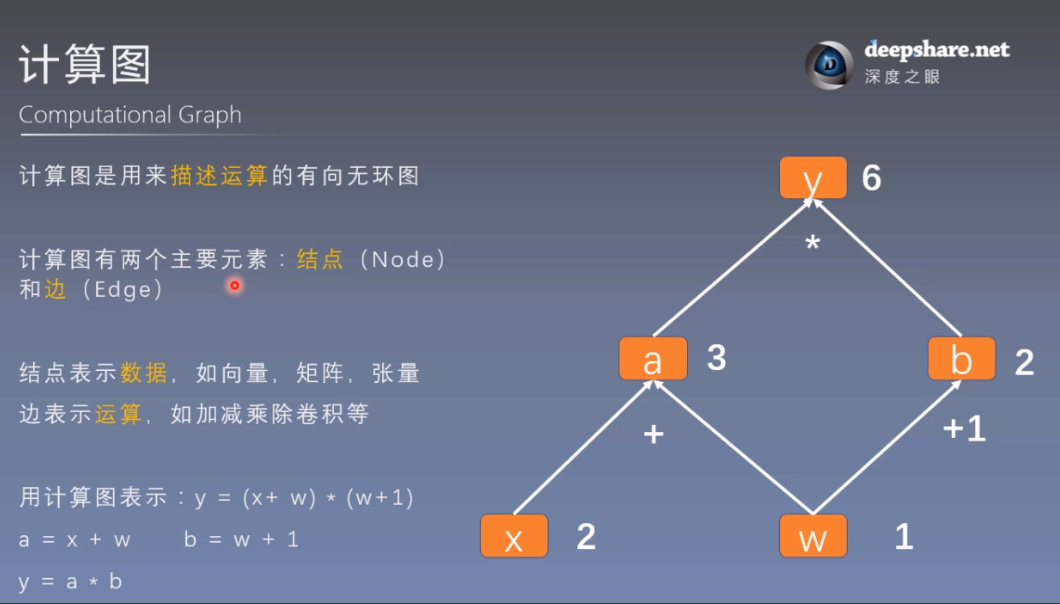 计算图
Computational Graph
deepshare.net
深度之眼
计算图是用来描述运算的有向无环图
计算图有两个主要元素：结点（Node）
和边（Edge）
结点表示数据，如向量，矩阵，张量
边表示运算，如加减乘除卷积等
用计算图表示：y = (x+ w) * (w+1)
a = x + w b = w + 1
y = a * b
y 6
*
a 3 b 2
+ +1
x 2 w 1